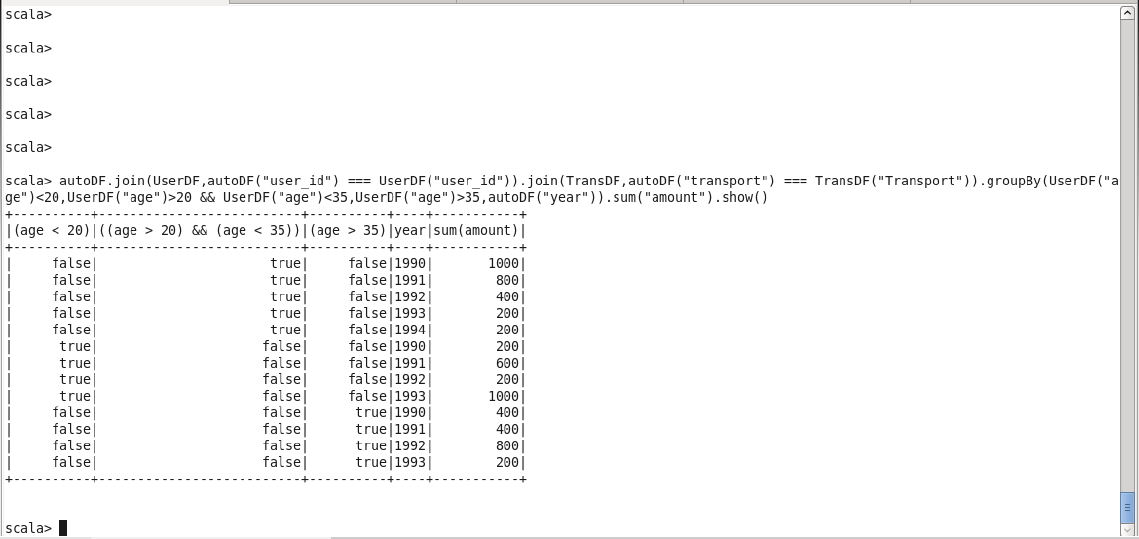 scala>
scala>
scala>
scala>
scala>
scala> autoDF.join(UserDF,autoDF("user_id") === UserDF("user_id")).join(TransDF,autoDF("transport") === TransDF("Transport")).groupBy(UserDF("a
ge")<20,UserDF("age")>20 && UserDF("age")<35,UserDF("age")>35,autoDF("year")).sum("amount").show()
+----------+--------------------------+----------+----+-----------+
|(age < 20)|((age > 20) && (age < 35))|(age > 35)|year|sum(amount)|
+----------+--------------------------+----------+----+-----------+
|     false|                      true|     false|1990|       1000|
|     false|                      true|     false|1991|        800|
|     false|                      true|     false|1992|        400|
|     false|                      true|     false|1993|        200|
|     false|                      true|     false|1994|        200|
|      true|                     false|     false|1990|        200|
|      true|                     false|     false|1991|        600|
|      true|                     false|     false|1992|        200|
|      true|                     false|     false|1993|       1000|
|     false|                     false|      true|1990|        400|
|     false|                     false|      true|1991|        400|
|     false|                     false|      true|1992|        800|
|     false|                     false|      true|1993|        200|
+----------+--------------------------+----------+----+-----------+
scala>